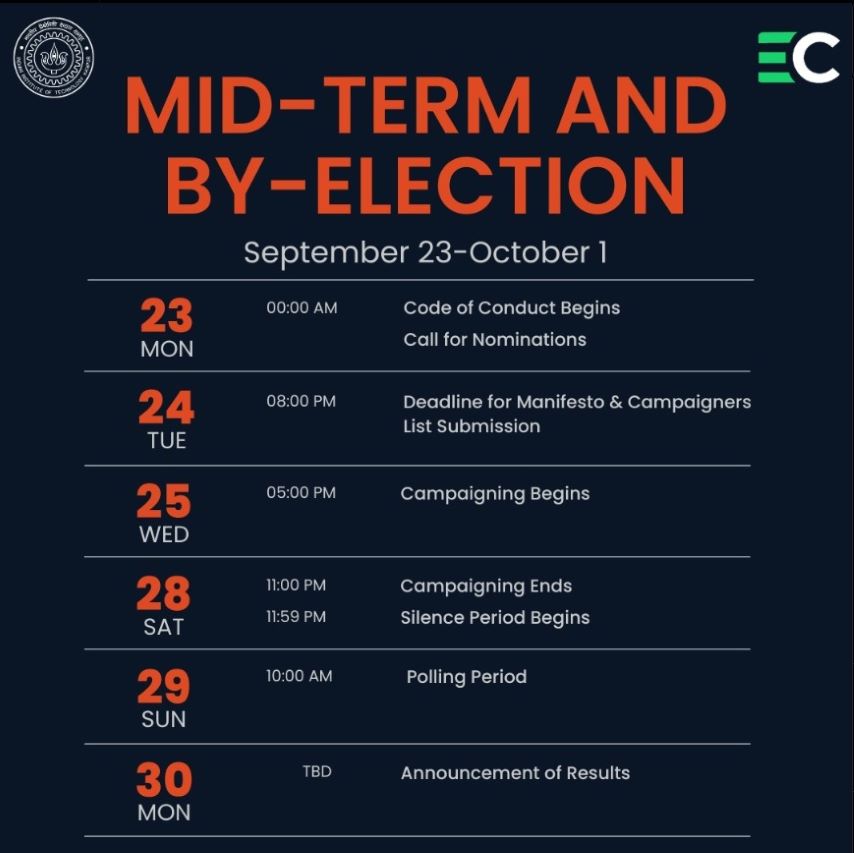 EC
MID-TERM AND
BY-ELECTION
September 23-October 1
23
MON
00:00 AM
Code of Conduct Begins
Call for Nominations
24
TUE
08:00 PM
Deadline for Manifesto & Campaigners
List Submission
25
WED
05:00 PM
Campaigning Begins
28
SAT
11:00 PM
Campaigning Ends
11:59 PM
Silence Period Begins
29
SUN
10:00 AM
Polling Period
30
MON
TBD
Announcement of Results